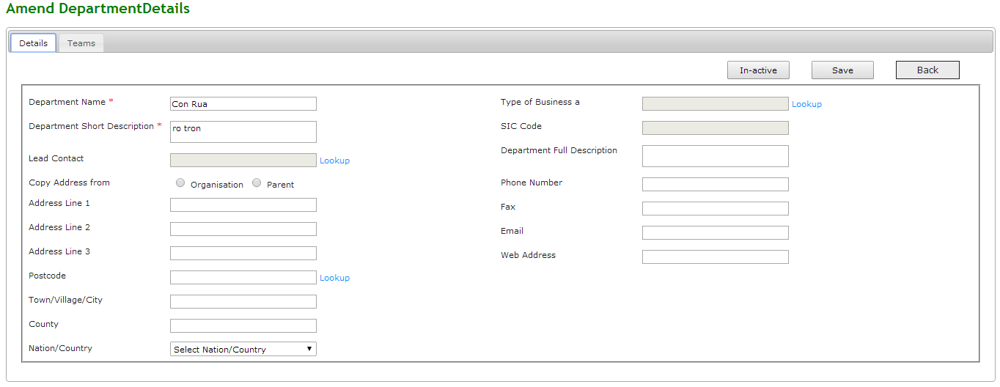 Amend DepartmentDetails
Details Teams
In-active Save Back
Department Name * Con Rua
Type of Business a Lookup
Department Short Description * ro tron
SIC Code
Department Full Description
Lead Contact Lookup
Copy Address from Organisation Parent
Phone Number
Address Line 1
Fax
Address Line 2
Email
Address Line 3
Web Address
Postcode Lookup
Town/Village/City
County
Nation/Country Select Nation/Country